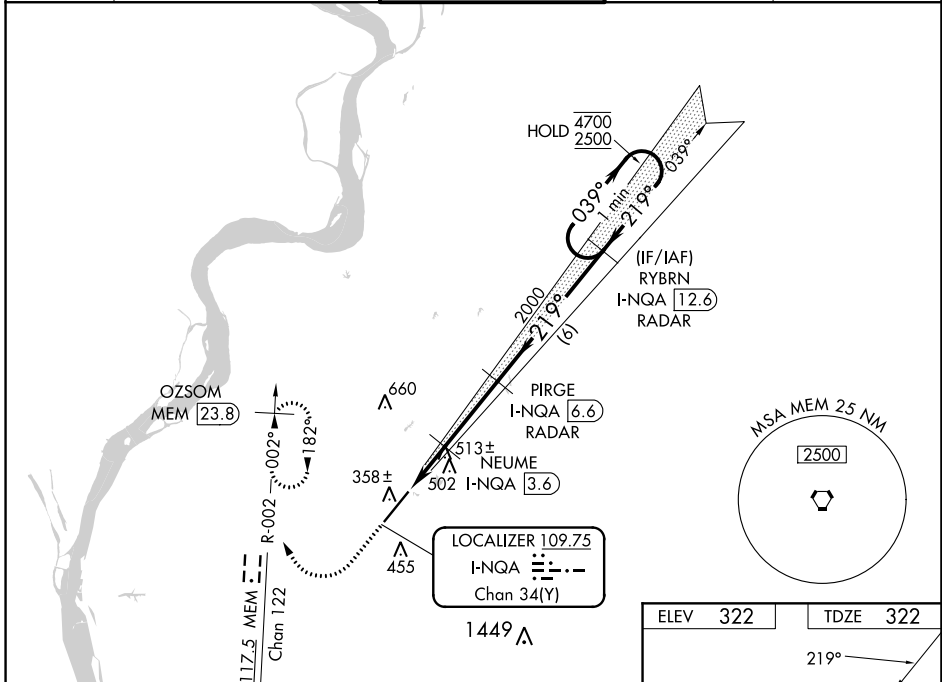 HOLD 4700
2500
039°
039°
1 min
219°
(IF/IAF)
RYBRN
I-NQA 12.6
RADAR
2000
219°
(6)
OZSOM
MEM 23.8
660
PIRGE
I-NQA 6.6
RADAR
MSA MEM 25 NM
2500
002°
182°
R-002
513±
NEUME
I-NQA 3.6
502
358±
455
LOCALIZER 109.75
I-NQA
Chan 34(Y)
1449
117.5 MEM
Chan 122
ELEV 322
TDZE 322
219°